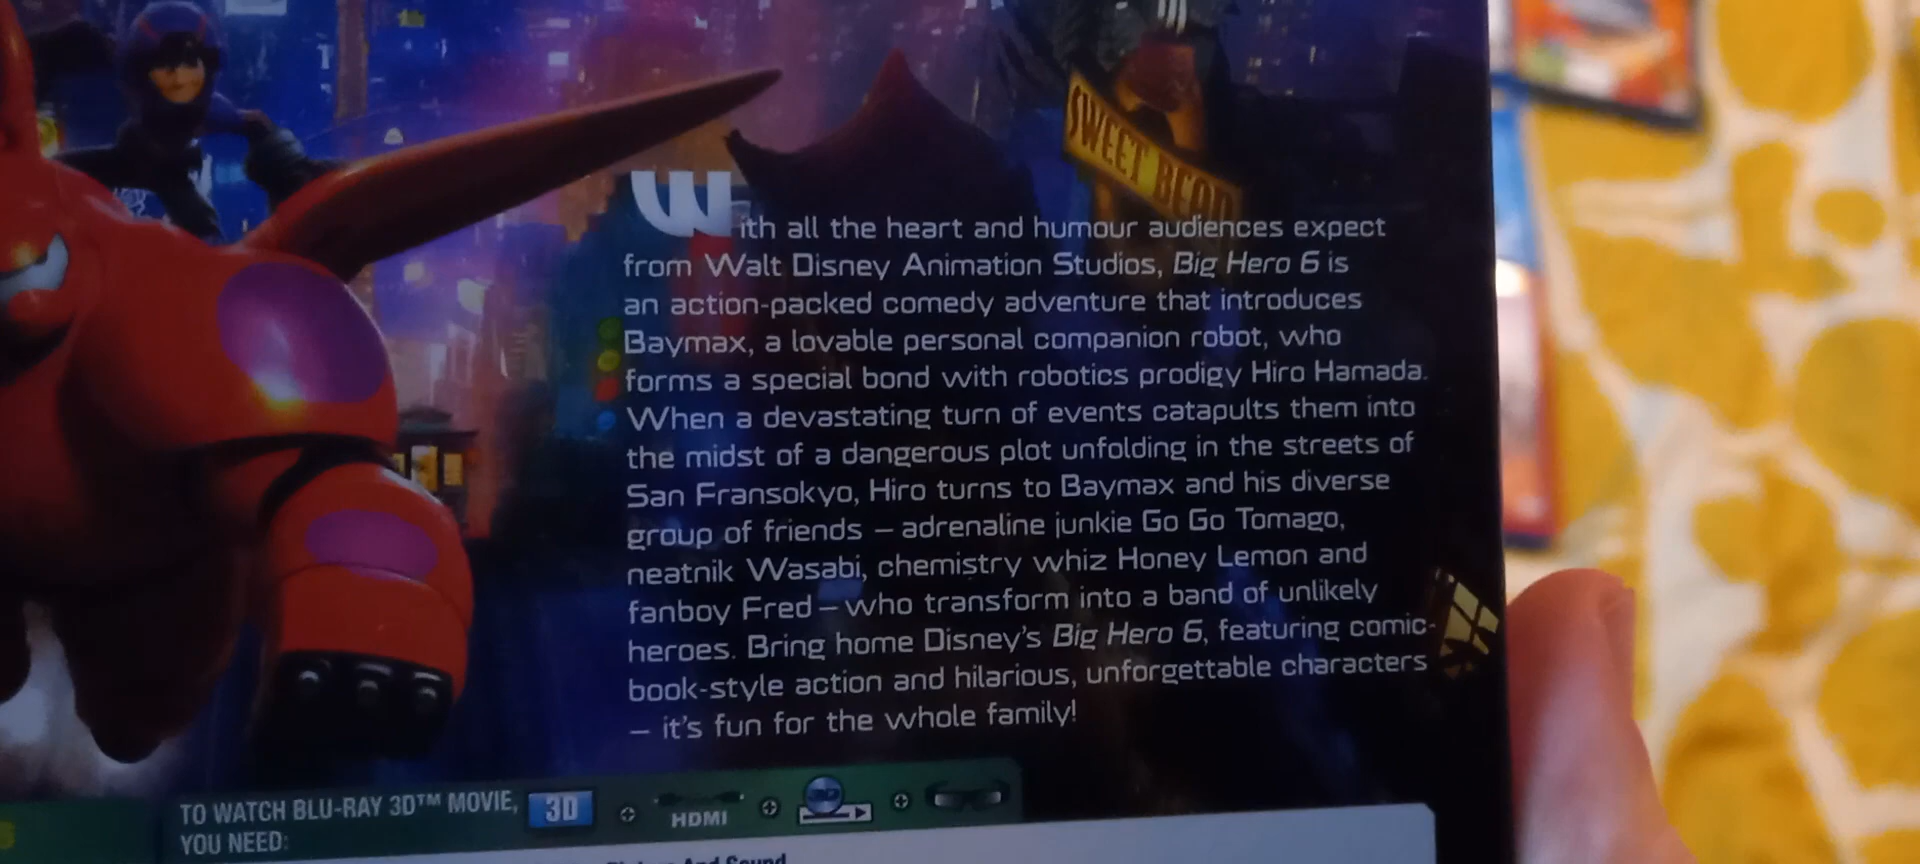 SWEET BEAR
With all the heart and humour audiences expect
from Walt Disney Animation Studios, Big Hero 6 is
an action-packed comedy adventure that introduces
Baymax, a lovable personal companion robot, who
forms a special bond with robotics prodigy Hiro Hamada.
When a devastating turn of events catapults them into
the midst of a dangerous plot unfolding in the streets of
San Fransokyo, Hiro turns to Baymax and his diverse
group of friends – adrenaline junkie Go Go Tomago,
neatnik Wasabi, chemistry whiz Honey Lemon and
fanboy Fred – who transform into a band of unlikely
heroes. Bring home Disney's Big Hero 6, featuring comic-
book-style action and hilarious, unforgettable characters
– it's fun for the whole family!
TO WATCH BLU-RAY 3D™ MOVIE, 3D HDMI
YOU NEED:
And Sound